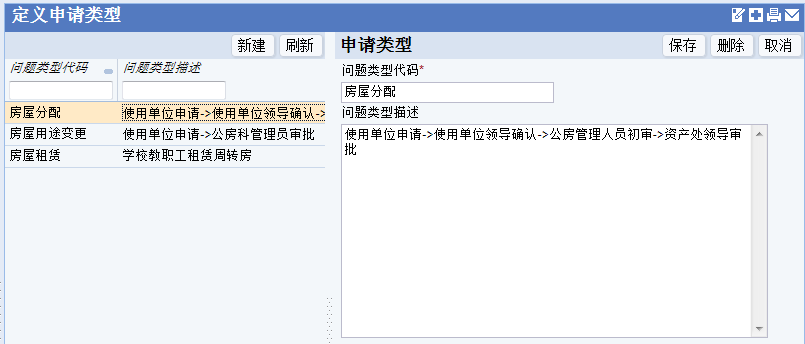 定义申请类型
新建 刷新
问题类型代码 问题类型描述
房屋分配 使用单位申请->使用单位领导确认->
房屋用途变更 使用单位申请->公房科管理员审批
房屋租赁 学校教职工租赁周转房
申请类型 保存 删除 取消
问题类型代码*
房屋分配
问题类型描述
使用单位申请->使用单位领导确认->公房管理人员初审->资产处领导审
批